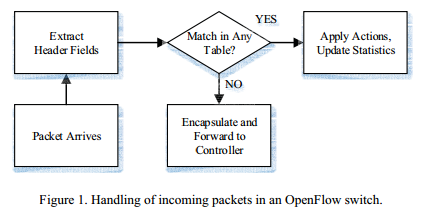 Extract
Header Fields
Match in Any
Table?
YES
Apply Actions,
Update Statistics
NO
Packet Arrives
Encapsulate and
Forward to
Controller
Figure 1. Handling of incoming packets in an OpenFlow switch.